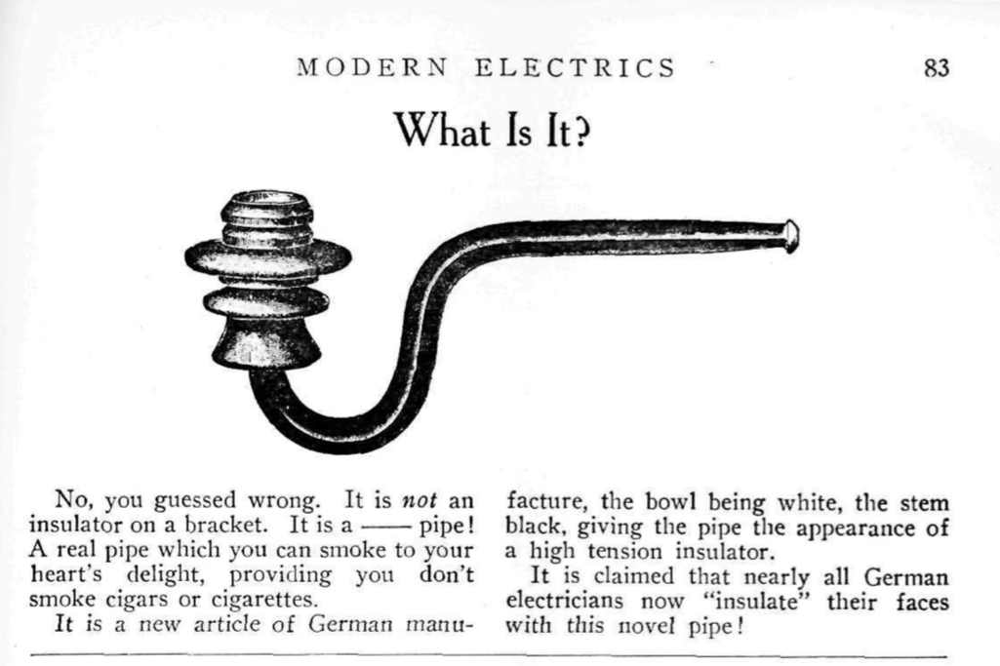 MODERN ELECTRICS 83
What Is It?
No, you guessed wrong. It is not an
insulator on a bracket. It is a —— pipe!
A real pipe which you can smoke to your
heart's delight, providing you don't
smoke cigars or cigarettes.
It is a new article of German manu-
facture, the bowl being white, the stem
black, giving the pipe the appearance of
a high tension insulator.
It is claimed that nearly all German
electricians now "insulate" their faces
with this novel pipe!